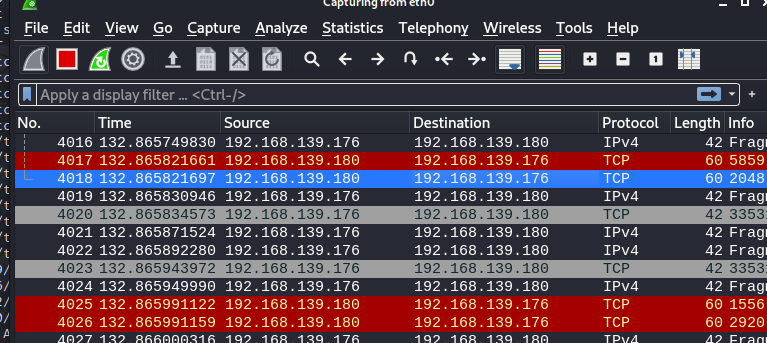 Capturing from eth0
File Edit View Go Capture Analyze Statistics Telephony Wireless Tools Help
Apply a display filter ... <Ctrl-/>
No. Time Source Destination Protocol Length Info
4016 132.865749830 192.168.139.176 192.168.139.180 IPv4 42 Frag
4017 132.865821661 192.168.139.180 192.168.139.176 TCP 60 5859
4018 132.865821697 192.168.139.180 192.168.139.176 TCP 60 2048
4019 132.865830946 192.168.139.176 192.168.139.180 IPv4 42 Frag
4020 132.865834573 192.168.139.176 192.168.139.180 TCP 42 3353
4021 132.865871524 192.168.139.176 192.168.139.180 IPv4 42 Frag
4022 132.865892280 192.168.139.176 192.168.139.180 IPv4 42 Frag
4023 132.865943972 192.168.139.176 192.168.139.180 TCP 42 3353
4024 132.865949990 192.168.139.176 192.168.139.180 IPv4 42 Frag
4025 132.865991122 192.168.139.180 192.168.139.176 TCP 60 1556
4026 132.865991159 192.168.139.180 192.168.139.176 TCP 60 2920
4027 132.866000316 192.168.139.176 192.168.139.180 IPv4 42 Frag